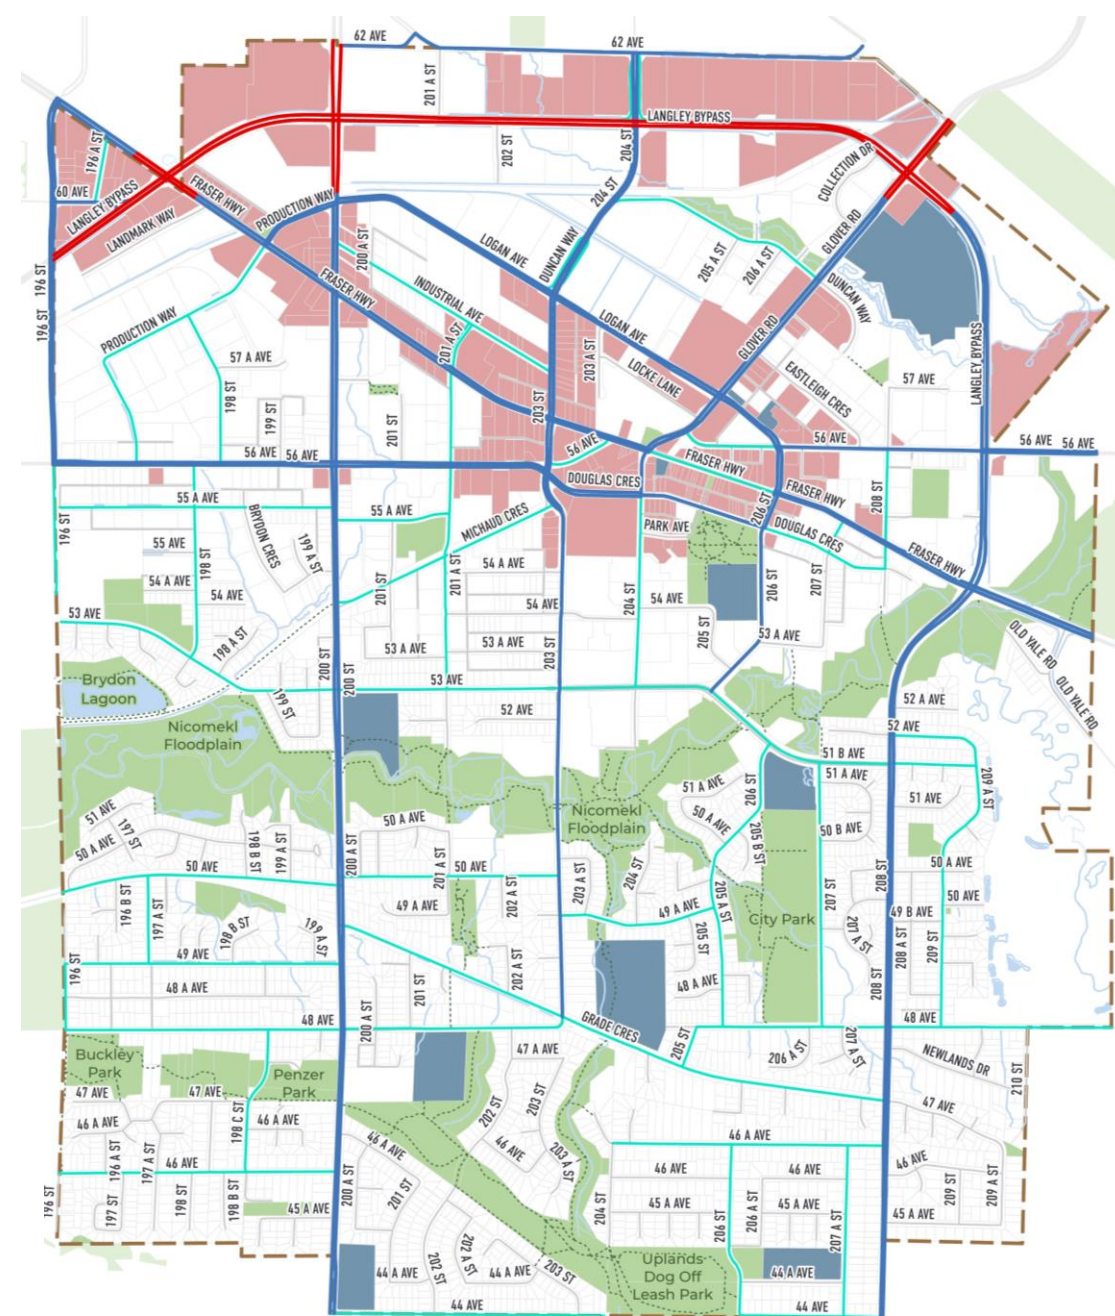 62 AVE
62 AVE
201 A ST
LANGLEY BYPASS
196 A ST
202 ST
204 ST
COLLECTION DR
60 AVE
LANGLEY BYPASS
FRASER HWY
LANDMARK WAY
PRODUCTION WAY
204 ST
GLOVER RD
200 A ST
LOGAN AVE
DUNCAN WAY
205 A ST
206 A ST
196 ST
196 ST
FRASER HWY
INDUSTRIAL AVE
DUNCAN WAY
PRODUCTION WAY
201 A ST
LOGAN AVE
GLOVER RD
LANGLEY BYPASS
57 A AVE
203 A ST
LOCKE LANE
EASTLEIGH CRES
57 AVE
198 ST
199 ST
201 ST
203 ST
56 AVE
56 AVE
56 AVE
56 AVE
56 AVE
56 AVE
FRASER HWY
DOUGLAS CRES
FRASER HWY
208 ST
55 A AVE
55 A AVE
BRYDON CRES
MICHAUD CRES
PARK AVE
206 ST
DOUGLAS CRES
FRASER HWY
196 ST
55 AVE
199 A ST
198 ST
54 A AVE
54 AVE
201 ST
201 A ST
54 A AVE
54 AVE
204 ST
54 AVE
206 ST
207 ST
53 AVE
198 A ST
200 ST
53 A AVE
53 A AVE
203 ST
205 ST
53 A AVE
OLD YALE RD
Brydon
Lagoon
199 ST
200 ST
53 AVE
52 A AVE
OLD YALE RD
Nicomekl
Floodplain
52 AVE
52 AVE
51 B AVE
51 A AVE
206 ST
51 A AVE
209 A ST
51 AVE
51 AVE
197 ST
50 A AVE
198 B ST
199 A ST
200 A ST
50 A AVE
Nicomekl
Floodplain
50 A AVE
205 B ST
50 B AVE
50 AVE
201 A ST
50 AVE
203 A ST
204 ST
208 ST
50 A AVE
196 B ST
197 A ST
198 B ST
199 A ST
49 A AVE
202 A ST
49 A AVE
205 A ST
City Park
207 ST
50 AVE
49 B AVE
205 ST
207 A ST
208 A ST
209 ST
49 AVE
196 ST
48 A AVE
201 ST
202 A ST
48 A AVE
208 ST
48 AVE
200 A ST
GRADE CRES
205 ST
48 AVE
Buckley
Park
206 A ST
207 A ST
47 A AVE
NEWLANDS DR
210 ST
Penzer
Park
47 AVE
47 AVE
198 C ST
202 ST
203 ST
47 AVE
46 A AVE
46 A AVE
46 A AVE
46 A AVE
196 A ST
197 A ST
46 AVE
46 AVE
203 A ST
46 AVE
46 AVE
46 AVE
196 ST
197 ST
198 ST
198 B ST
45 A AVE
200 A ST
201 ST
204 ST
45 A AVE
206 ST
206 A ST
45 A AVE
207 A ST
45 A AVE
209 ST
209 A ST
202 A ST
44 A AVE
202 ST
44 A AVE
203 ST
Uplands
Dog Off
Leash Park
44 A AVE
44 AVE
44 AVE